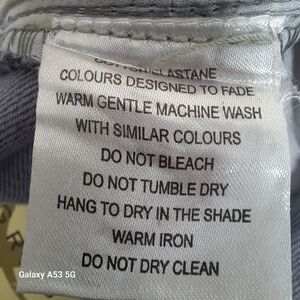 ELASTANE
COLOURS DESIGNED TO FADE
WARM GENTLE MACHINE WASH
WITH SIMILAR COLOURS
DO NOT BLEACH
DO NOT TUMBLE DRY
HANG TO DRY IN THE SHADE
WARM IRON
DO NOT DRY CLEAN
Galaxy A53 5G